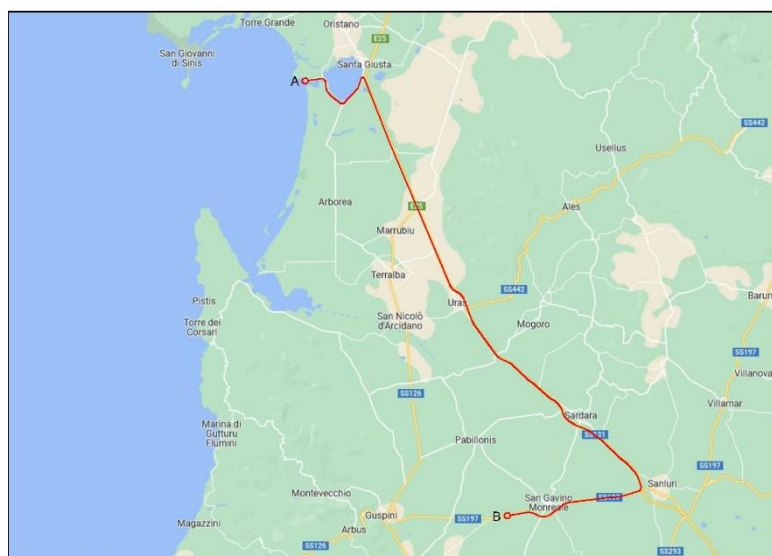 Torre Grande
Oristano
San Giovanni
di Sinis
E25
Santa Giusta
A
SS442
Usellus
Arborea
E25
Ales
Marrubiu
Terralba
SS442
Pistis
Uras
Torre dei
Corsari
San Nicolò
d'Arcidano
Mogoro
SS197
Villanova
SS126
Villamar
Marina di
Gutturu
Flumini
Sardara
SS131
Pabillonis
SS197
Sanluri
Montevecchio
San Gavino
Monreale
SS197
Magazzini
Guspini
SS197
B
Arbus
SS126
SS293